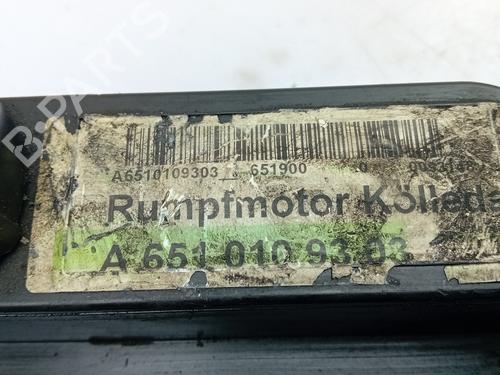 B-PARTS
A6510109303 651900
Rumpfmotor Kölleda
A 651 010 93 03